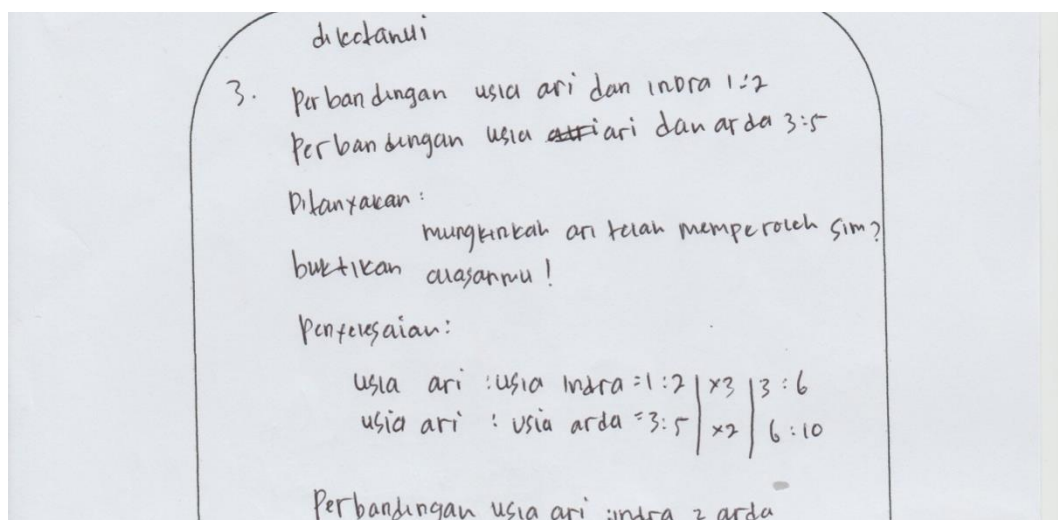 diketahui
3. Perbandingan usia ari dan indra 1:2
Perbandingan usia ari dan arda 3:5
Ditanyakan:
mungkinkah ari telah memperoleh sim?
buktikan alasanmu!
Penyelesaian:
usia ari : usia indra = 1:2 | ×3 | 3:6
usia ari : usia arda = 3:5 | ×2 | 6:10
Perbandingan usia ari : indra : arda